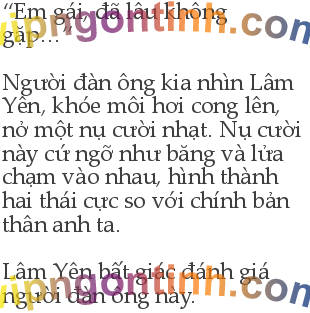 “Em gái, đã lâu không
gặp...”
Người đàn ông kia nhìn Lâm
Yên, khóe môi hơi cong lên,
nở một nụ cười nhạt. Nụ cười
này cứ ngỡ như băng và lửa
chạm vào nhau, hình thành
hai thái cực so với chính bản
thân anh ta.
Lâm Yên bất giác đánh giá
người đàn ông này.